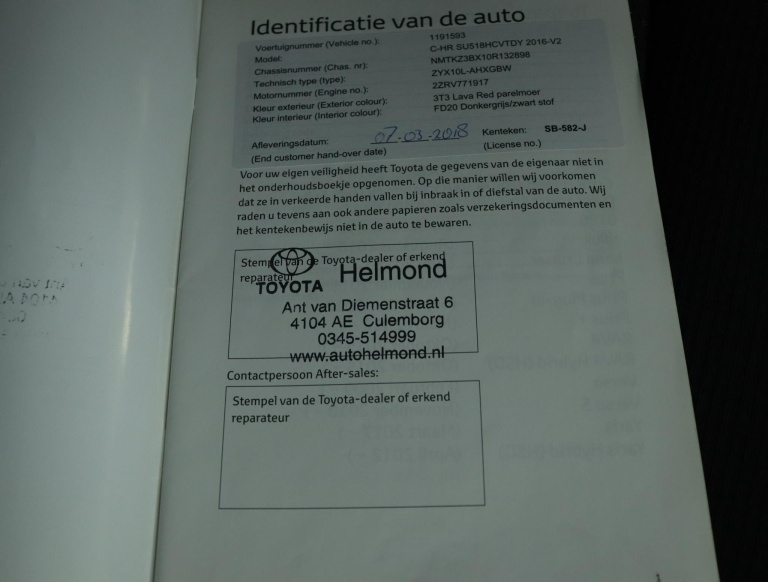 Identificatie van de auto
Voertuignummer (Vehicle no.): 1191593
Model: C-HR SU518HCVTDY 2016-V2
Chassisnummer (Chas. nr): NMTKZ3BX10R132898
Technisch type (type): ZYX10L-AHXGBW
Motornummer (Engine no.): 2ZRV771917
Kleur exterieur (Exterior colour): 3T3 Lava Red parelmoer
Kleur interieur (Interior colour): FD20 Donkergrijs/zwart stof
Afleveringsdatum: 07-03-2018 Kenteken: SB-582-J
(End customer hand-over date) (License no.)
Voor uw eigen veiligheid heeft Toyota de gegevens van de eigenaar niet in
het onderhoudsboekje opgenomen. Op die manier willen wij voorkomen
dat ze in verkeerde handen vallen bij inbraak in of diefstal van de auto. Wij
raden u tevens aan ook andere papieren zoals verzekeringsdocumenten en
het kentekenbewijs niet in de auto te bewaren.
Stempel van de Toyota-dealer of erkend
reparateur
TOYOTA Helmond
Ant van Diemenstraat 6
4104 AE Culemborg
0345-514999
www.autohelmond.nl
Contactpersoon After-sales:
Stempel van de Toyota-dealer of erkend
reparateur